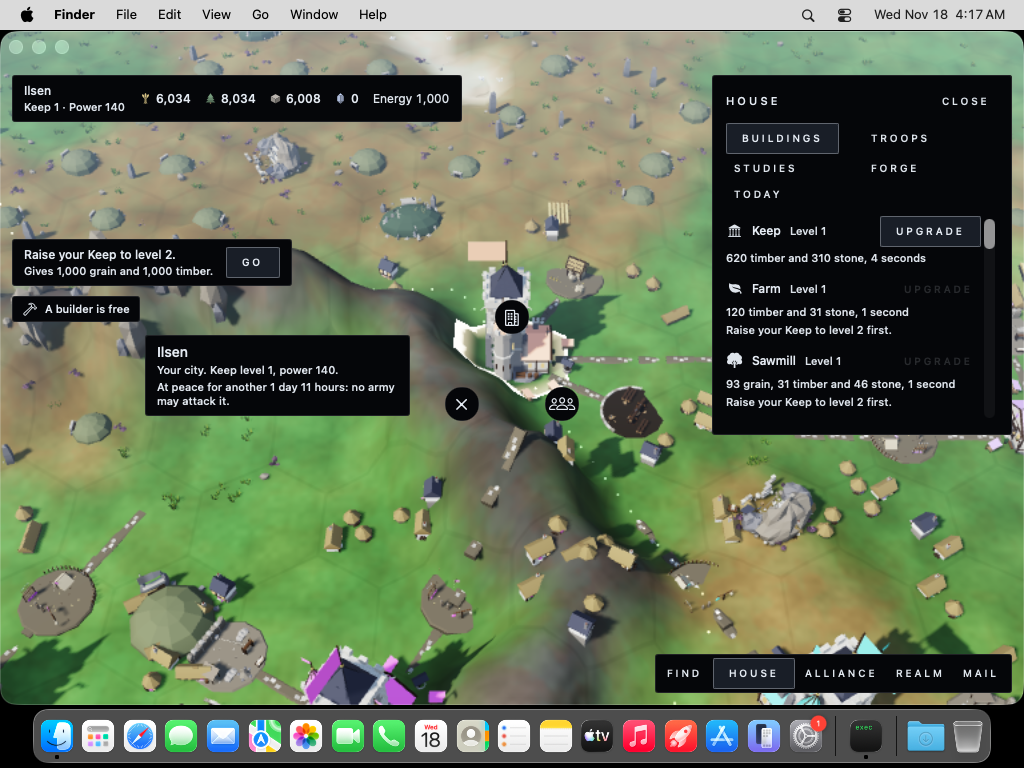 Finder File Edit View Go Window Help Wed Nov 18 4:17 AM
Ilsen
Keep 1 · Power 140
6,034 8,034 6,008 0 Energy 1,000
Raise your Keep to level 2.
Gives 1,000 grain and 1,000 timber.
GO
A builder is free
Ilsen
Your city. Keep level 1, power 140.
At peace for another 1 day 11 hours: no army
may attack it.
HOUSE CLOSE
BUILDINGS TROOPS
STUDIES FORGE
TODAY
Keep Level 1 UPGRADE
620 timber and 310 stone, 4 seconds
Farm Level 1 UPGRADE
120 timber and 31 stone, 1 second
Raise your Keep to level 2 first.
Sawmill Level 1 UPGRADE
93 grain, 31 timber and 46 stone, 1 second
Raise your Keep to level 2 first.
FIND HOUSE ALLIANCE REALM MAIL
Wed
18
tv
1
exec